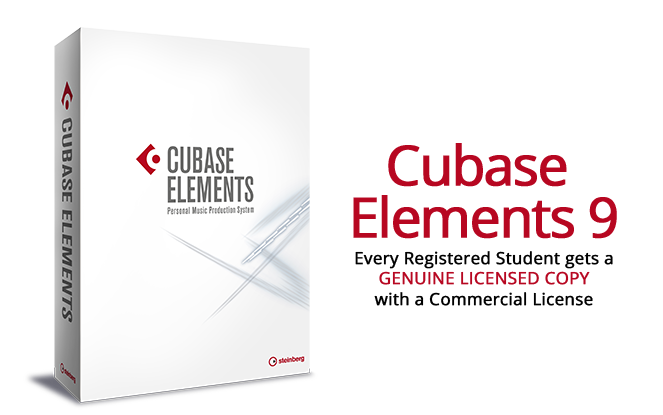 CUBASE ELEMENTS
CUBASE
ELEMENTS
Personal Music Production System
steinberg
Cubase
Elements 9
Every Registered Student gets a
GENUINE LICENSED COPY
with a Commercial License